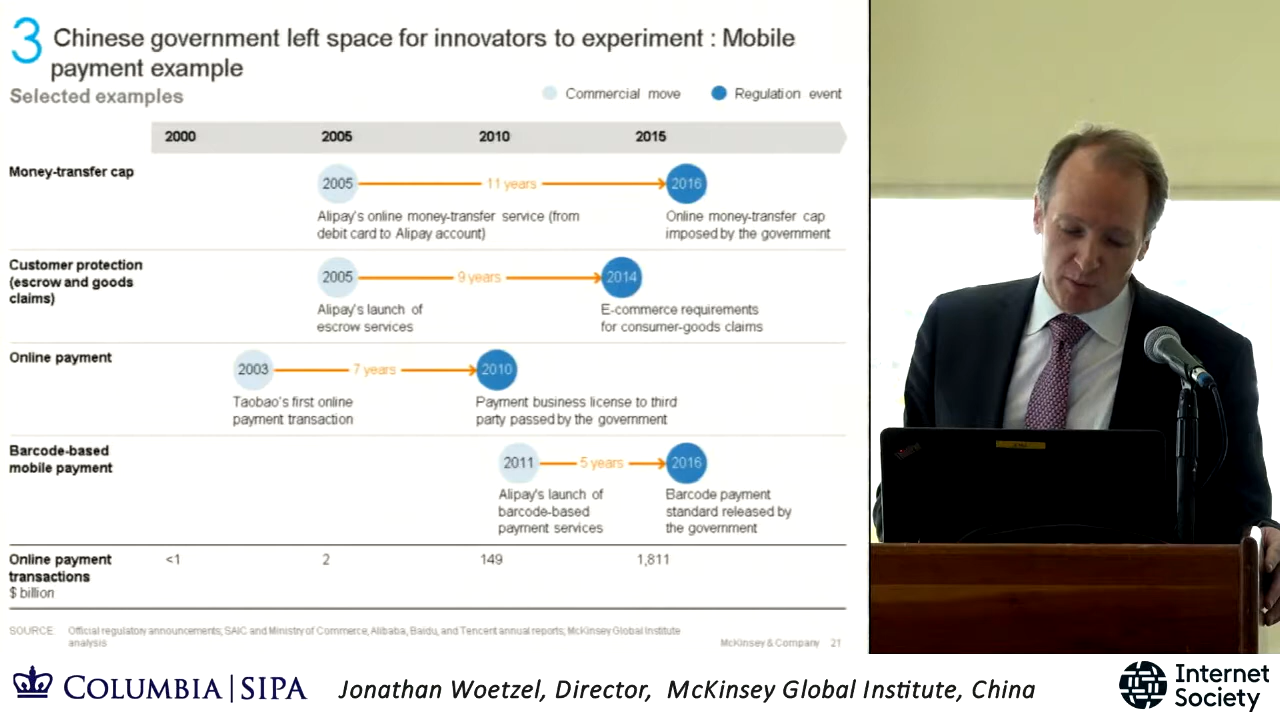 3 Chinese government left space for innovators to experiment : Mobile
payment example
Selected examples
Commercial move
Regulation event
2000 2005 2010 2015
Money-transfer cap
2005 11 years 2016
Alipay's online money-transfer service (from
debit card to Alipay account)
Online money-transfer cap
imposed by the government
Customer protection
(escrow and goods
claims)
2005 9 years 2014
Alipay's launch of
escrow services
E-commerce requirements
for consumer-goods claims
Online payment
2003 7 years 2010
Taobao's first online
payment transaction
Payment business license to third
party passed by the government
Barcode-based
mobile payment
2011 5 years 2016
Alipay's launch of
barcode-based
payment services
Barcode payment
standard released by
the government
Online payment
transactions
$ billion
<1 2 149 1,811
SOURCE: Official regulatory announcements; SAIC and Ministry of Commerce, Alibaba, Baidu, and Tencent annual reports; McKinsey Global Institute
analysis
McKinsey & Company 21
COLUMBIA | SIPA
Jonathan Woetzel, Director, McKinsey Global Institute, China
Internet
Society